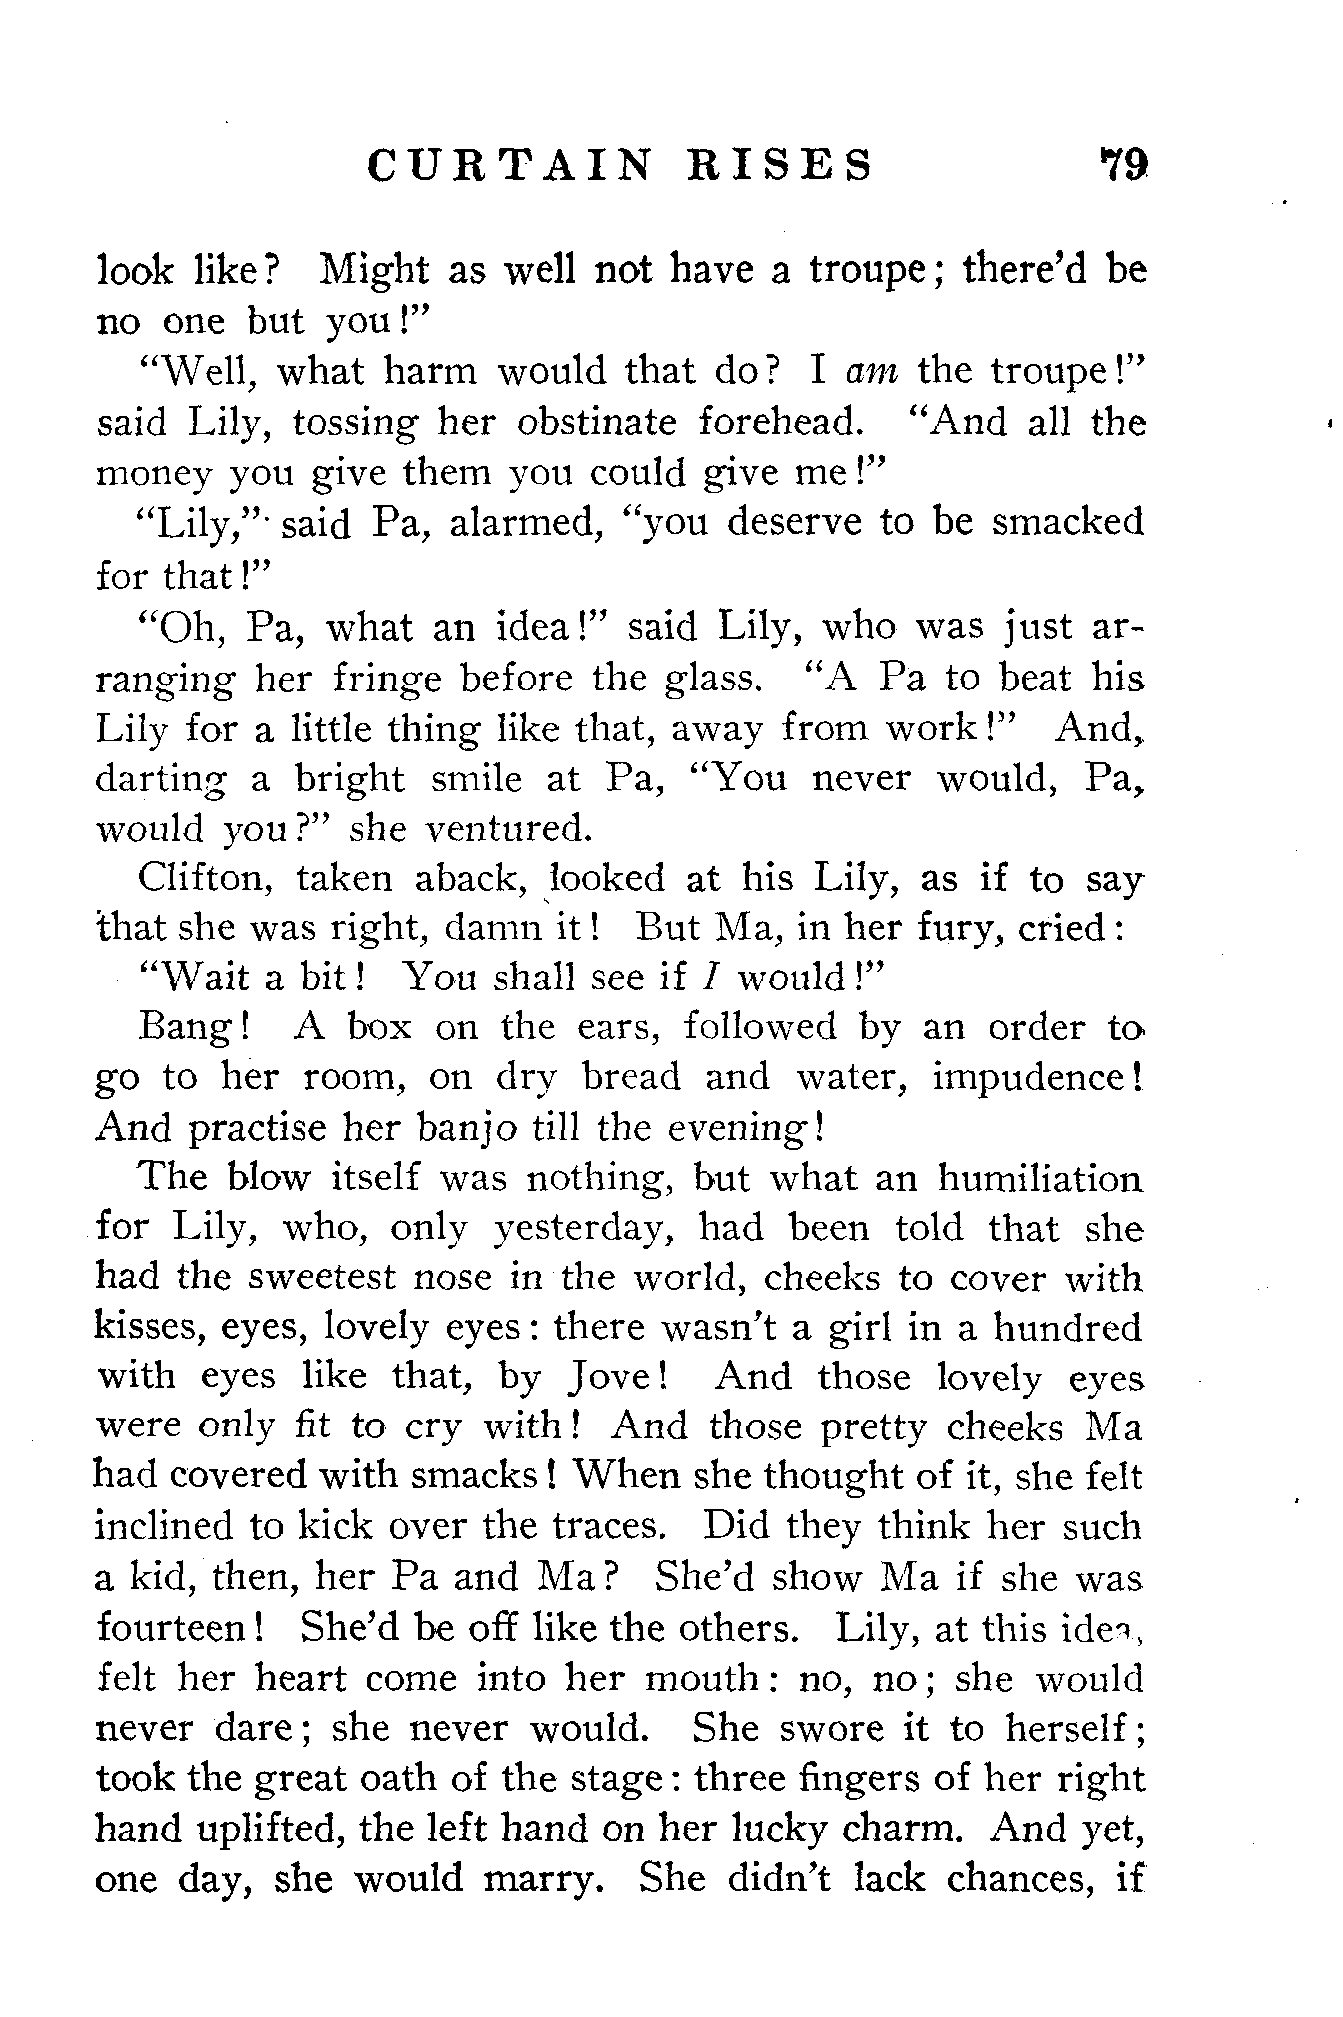 CURTAIN RISES 79
look like? Might as well not have a troupe; there'd be
no one but you!"
"Well, what harm would that do? I am the troupe!"
said Lily, tossing her obstinate forehead. "And all the
money you give them you could give me!"
"Lily," said Pa, alarmed, "you deserve to be smacked
for that!"
"Oh, Pa, what an idea!" said Lily, who was just ar-
ranging her fringe before the glass. "A Pa to beat his
Lily for a little thing like that, away from work!" And,
darting a bright smile at Pa, "You never would, Pa,
would you?" she ventured.
Clifton, taken aback, looked at his Lily, as if to say
that she was right, damn it! But Ma, in her fury, cried:
"Wait a bit! You shall see if I would!"
Bang! A box on the ears, followed by an order to
go to her room, on dry bread and water, impudence!
And practise her banjo till the evening!
The blow itself was nothing, but what an humiliation
for Lily, who, only yesterday, had been told that she
had the sweetest nose in the world, cheeks to cover with
kisses, eyes, lovely eyes: there wasn't a girl in a hundred
with eyes like that, by Jove! And those lovely eyes
were only fit to cry with! And those pretty cheeks Ma
had covered with smacks! When she thought of it, she felt
inclined to kick over the traces. Did they think her such
a kid, then, her Pa and Ma? She'd show Ma if she was
fourteen! She'd be off like the others. Lily, at this idea,
felt her heart come into her mouth: no, no; she would
never dare; she never would. She swore it to herself;
took the great oath of the stage: three fingers of her right
hand uplifted, the left hand on her lucky charm. And yet,
one day, she would marry. She didn't lack chances, if